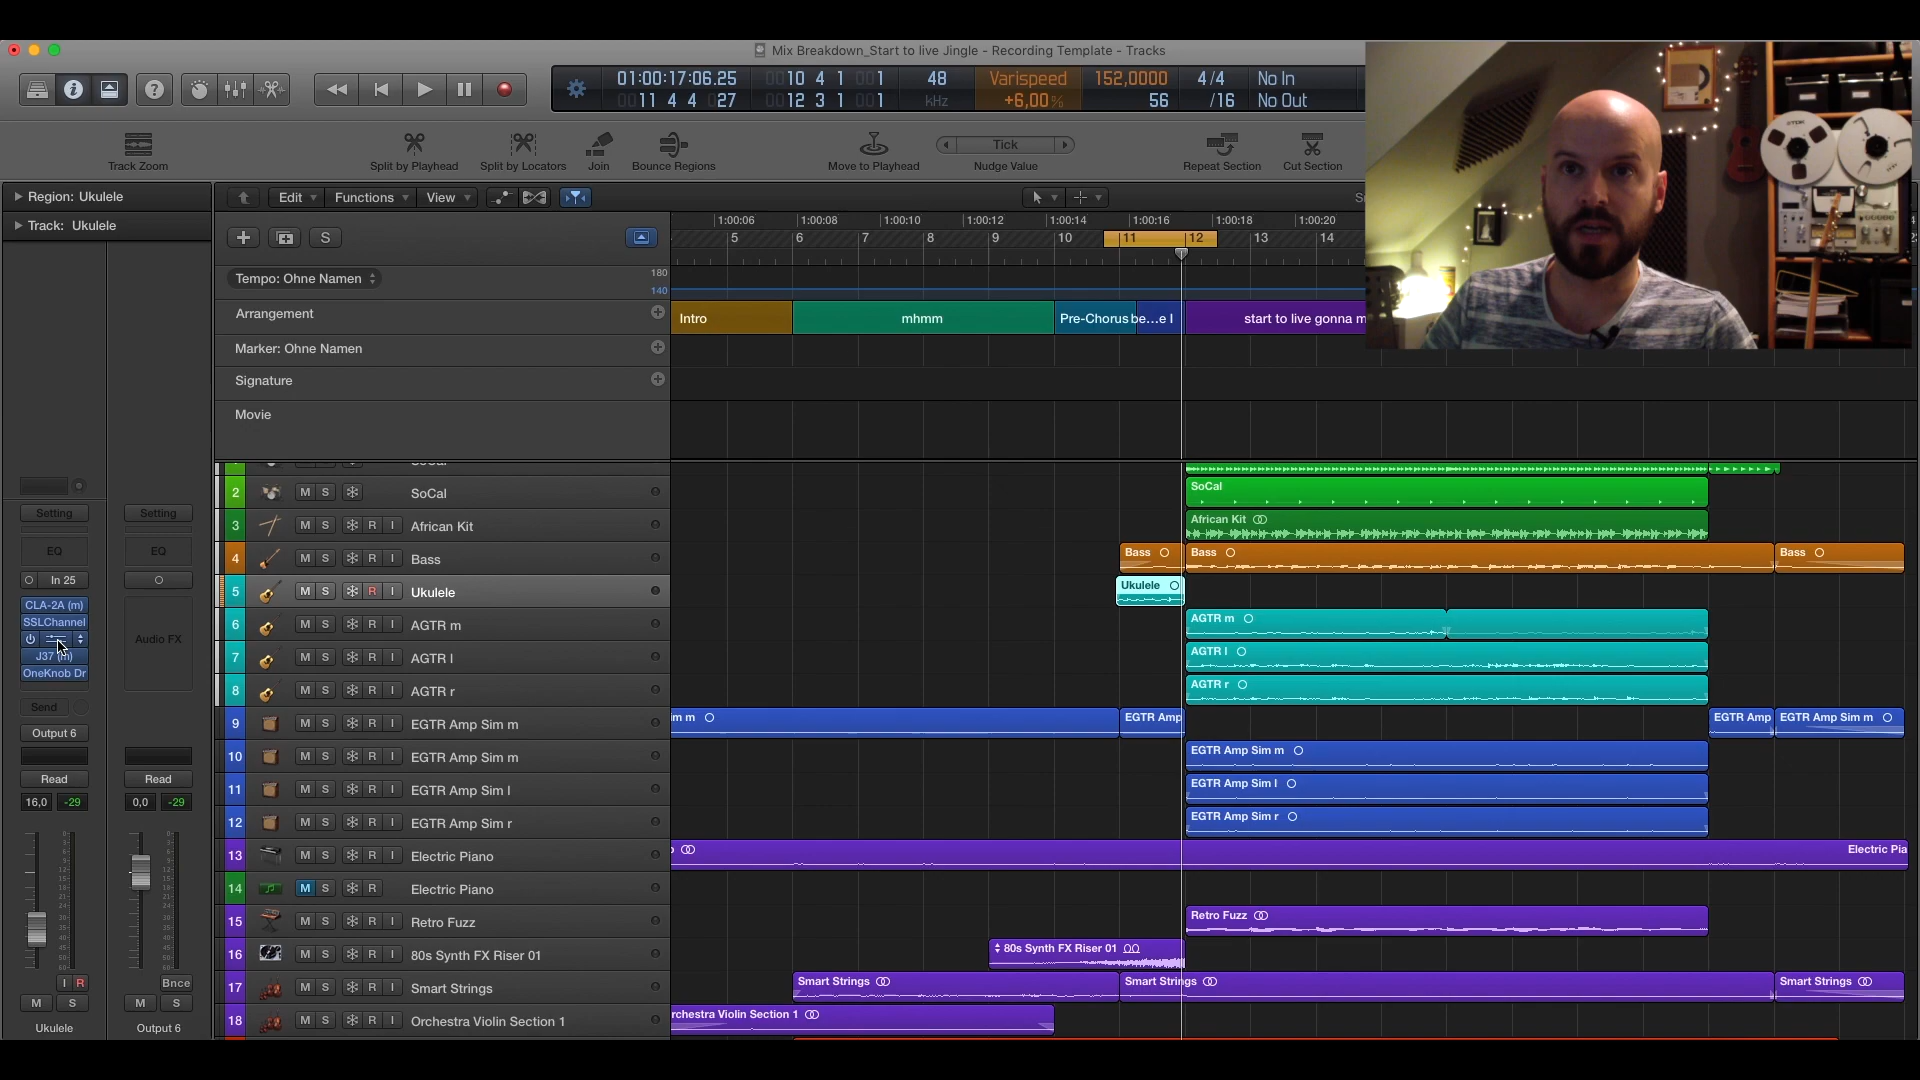 Mix Breakdown_Start to live Jingle - Recording Template - Tracks
01:00:17:06.25 0010 4 1 001 48 Varispeed 152,0000 4/4 No In
0011 4 4 027 0012 3 1 001 kHz +6,00% 56 /16 No Out
Track Zoom Split by Playhead Split by Locators Join Bounce Regions Move to Playhead Tick Nudge Value Repeat Section Cut Section
TDK
Region: Ukulele
Track: Ukulele
Edit Functions View
S
1:00:06 1:00:08 1:00:10 1:00:12 1:00:14 1:00:16 1:00:18 1:00:20
5 6 7 8 9 10 11 12 13 14
Tempo: Ohne Namen 180
140
Arrangement Intro mhmm Pre-Chorus be...e I start to live gonna m
Marker: Ohne Namen
Signature
Movie
Setting Setting
EQ EQ
In 25
CLA-2A (m)
SSLChannel
J37 (m)
OneKnob Dr
Audio FX
Send
Output 6
Read Read
16,0 -29 0,0 -29
I R Bnce
M S M S
Ukulele Output 6
2 M S SoCal SoCal
3 M S R I African Kit African Kit
4 M S R I Bass Bass Bass Bass
5 M S R I Ukulele Ukulele
6 M S R I AGTR m AGTR m
7 M S R I AGTR l AGTR l
8 M S R I AGTR r AGTR r
9 M S R I EGTR Amp Sim m im m EGTR Amp EGTR Amp EGTR Amp Sim m
10 M S R I EGTR Amp Sim m EGTR Amp Sim m
11 M S R I EGTR Amp Sim l EGTR Amp Sim l
12 M S R I EGTR Amp Sim r EGTR Amp Sim r
13 M S R I Electric Piano Electric Pia
14 M S R Electric Piano
15 M S R I Retro Fuzz Retro Fuzz
16 M S R I 80s Synth FX Riser 01 80s Synth FX Riser 01
17 M S R I Smart Strings Smart Strings Smart Strings Smart Strings
18 M S R I Orchestra Violin Section 1 rchestra Violin Section 1